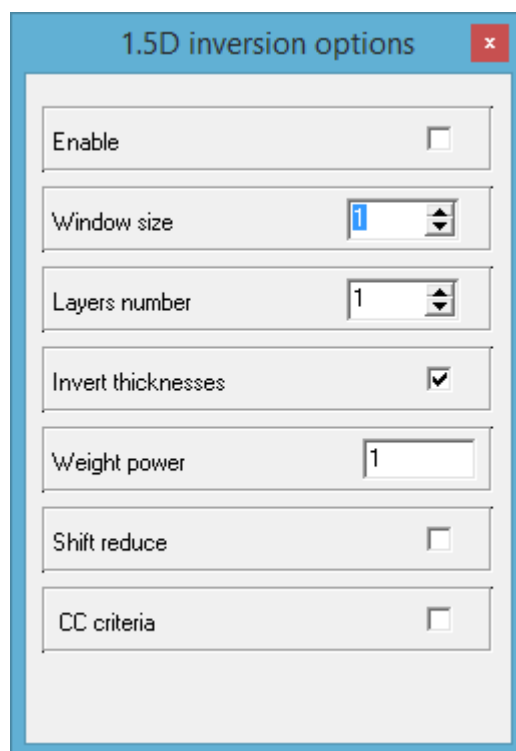 1.5D inversion options
Enable
Window size 1
Layers number 1
Invert thicknesses
Weight power 1
Shift reduce
CC criteria